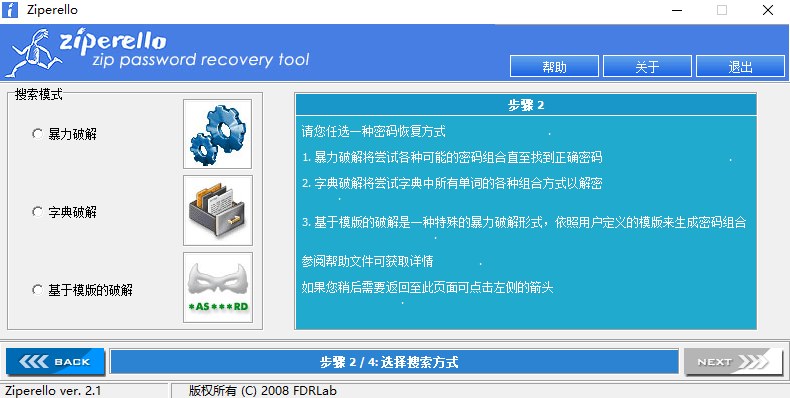 Ziperello
ziperello
zip password recovery tool
帮助
关于
退出
搜索模式
暴力破解
字典破解
基于模版的破解
*AS***RD
步骤 2
请您任选一种密码恢复方式
1. 暴力破解将尝试各种可能的密码组合直至找到正确密码
2. 字典破解将尝试字典中所有单词的各种组合方式以解密
3. 基于模版的破解是一种特殊的暴力破解形式，依照用户定义的模版来生成密码组合
参阅帮助文件可获取详情
如果您稍后需要返回至此页面可点击左侧的箭头
BACK
步骤 2 / 4: 选择搜索方式
NEXT
Ziperello ver. 2.1
版权所有 (C) 2008 FDRLab